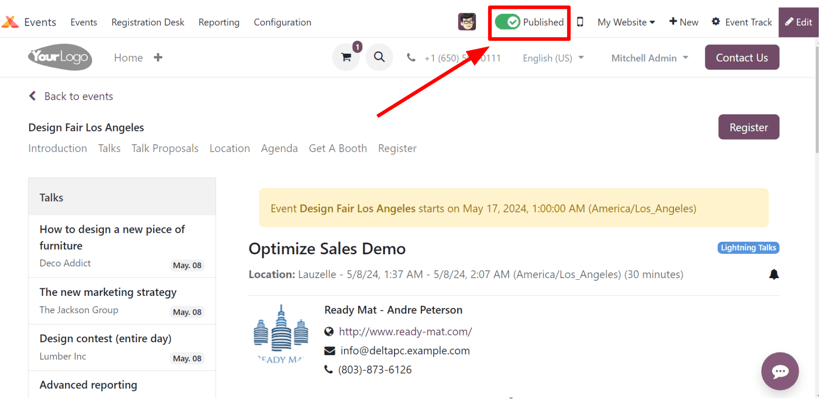 Events Events Registration Desk Reporting Configuration Published My Website New Event Track Edit
YourLogo Home 1 +1 (650) 0111 English (US) Mitchell Admin Contact Us
Back to events
Design Fair Los Angeles
Register
Introduction Talks Talk Proposals Location Agenda Get A Booth Register
Talks
How to design a new piece of
furniture
Deco Addict May. 08
The new marketing strategy
The Jackson Group May. 08
Design contest (entire day)
Lumber Inc May. 08
Advanced reporting
Event Design Fair Los Angeles starts on May 17, 2024, 1:00:00 AM (America/Los_Angeles)
Optimize Sales Demo Lightning Talks
Location: Lauzelle - 5/8/24, 1:37 AM - 5/8/24, 2:07 AM (America/Los_Angeles) (30 minutes)
READY MAT
Ready Mat - Andre Peterson
http://www.ready-mat.com/
info@deltapc.example.com
(803)-873-6126